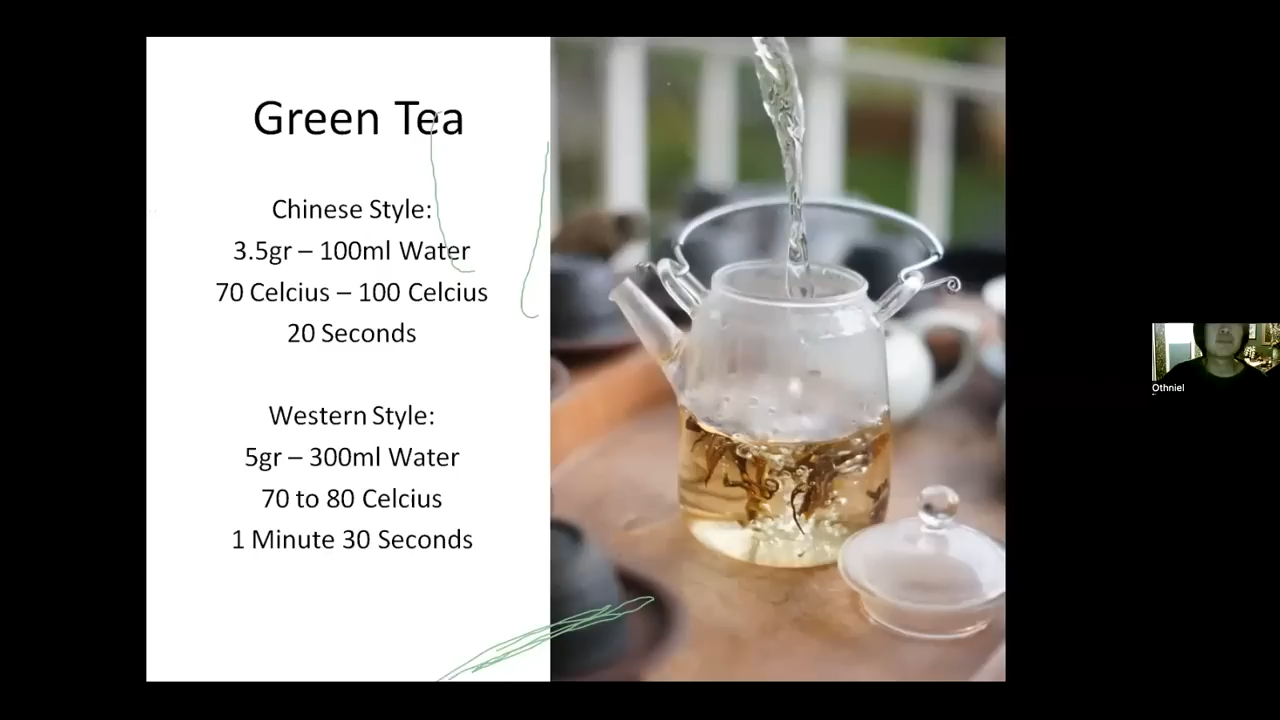 Green Tea
Chinese Style:
3.5gr – 100ml Water
70 Celcius – 100 Celcius
20 Seconds
Western Style:
5gr – 300ml Water
70 to 80 Celcius
1 Minute 30 Seconds
Othniel